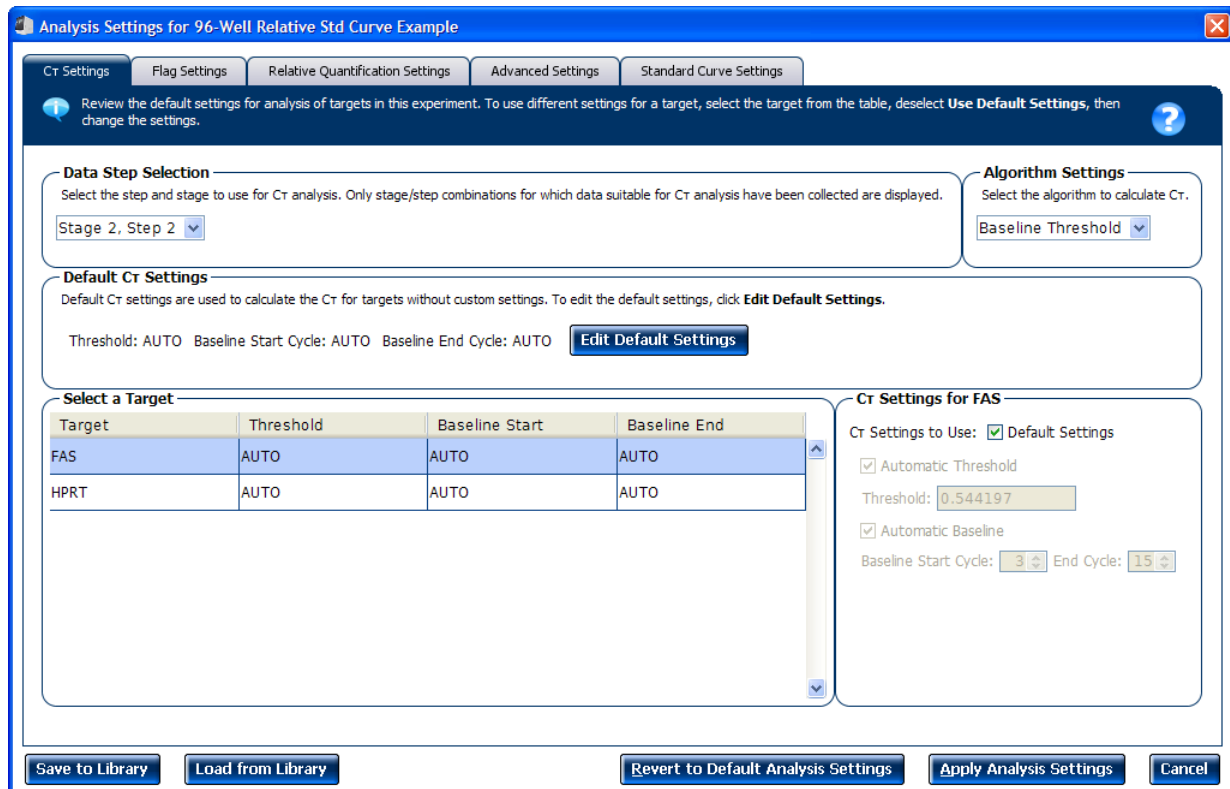 Analysis Settings for 96-Well Relative Std Curve Example
CT Settings
Flag Settings
Relative Quantification Settings
Advanced Settings
Standard Curve Settings
Review the default settings for analysis of targets in this experiment. To use different settings for a target, select the target from the table, deselect Use Default Settings, then
change the settings.
?
Data Step Selection
Select the step and stage to use for CT analysis. Only stage/step combinations for which data suitable for CT analysis have been collected are displayed.
Stage 2, Step 2
Algorithm Settings
Select the algorithm to calculate CT.
Baseline Threshold
Default CT Settings
Default CT settings are used to calculate the CT for targets without custom settings. To edit the default settings, click Edit Default Settings.
Threshold: AUTO Baseline Start Cycle: AUTO Baseline End Cycle: AUTO Edit Default Settings
Select a Target
Target Threshold Baseline Start Baseline End
FAS AUTO AUTO AUTO
HPRT AUTO AUTO AUTO
CT Settings for FAS
CT Settings to Use: Default Settings
Automatic Threshold
Threshold: 0.544197
Automatic Baseline
Baseline Start Cycle: 3 End Cycle: 15
Save to Library
Load from Library
Revert to Default Analysis Settings
Apply Analysis Settings
Cancel